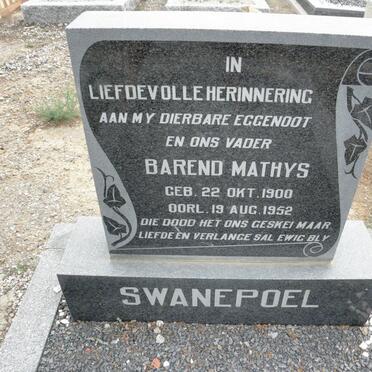 IN
LIEFDEVOLLE HERINNERING
AAN MY DIERBARE EGGENOOT
EN ONS VADER
BAREND MATHYS
GEB. 22 OKT. 1900
OORL. 19 AUG. 1952
DIE DOOD HET ONS GESKEI MAAR
LIEFDE EN VERLANGE SAL EWIG BLY
SWANEPOEL